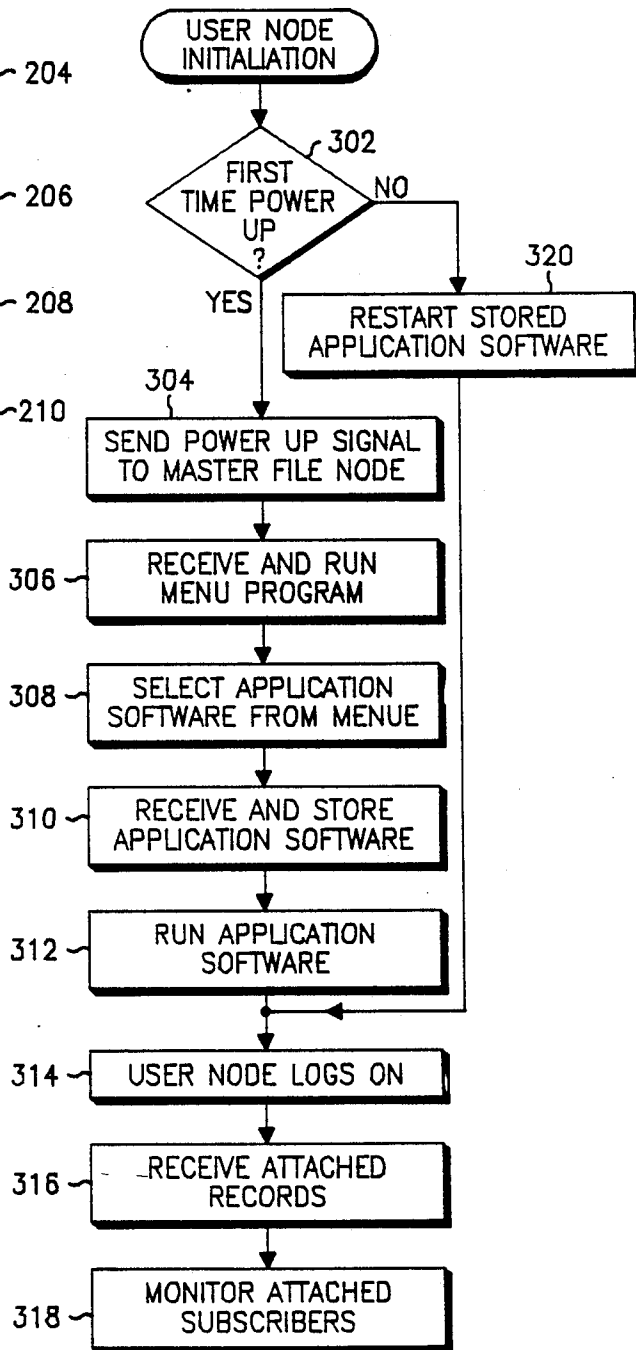 USER NODE
INITIALIATION
204
302
FIRST
TIME POWER
UP
?
NO
206
320
208
YES
RESTART STORED
APPLICATION SOFTWARE
304
210
SEND POWER UP SIGNAL
TO MASTER FILE NODE
306
RECEIVE AND RUN
MENU PROGRAM
308
SELECT APPLICATION
SOFTWARE FROM MENUE
310
RECEIVE AND STORE
APPLICATION SOFTWARE
312
RUN APPLICATION
SOFTWARE
314
USER NODE LOGS ON
316
RECEIVE ATTACHED
RECORDS
318
MONITOR ATTACHED
SUBSCRIBERS